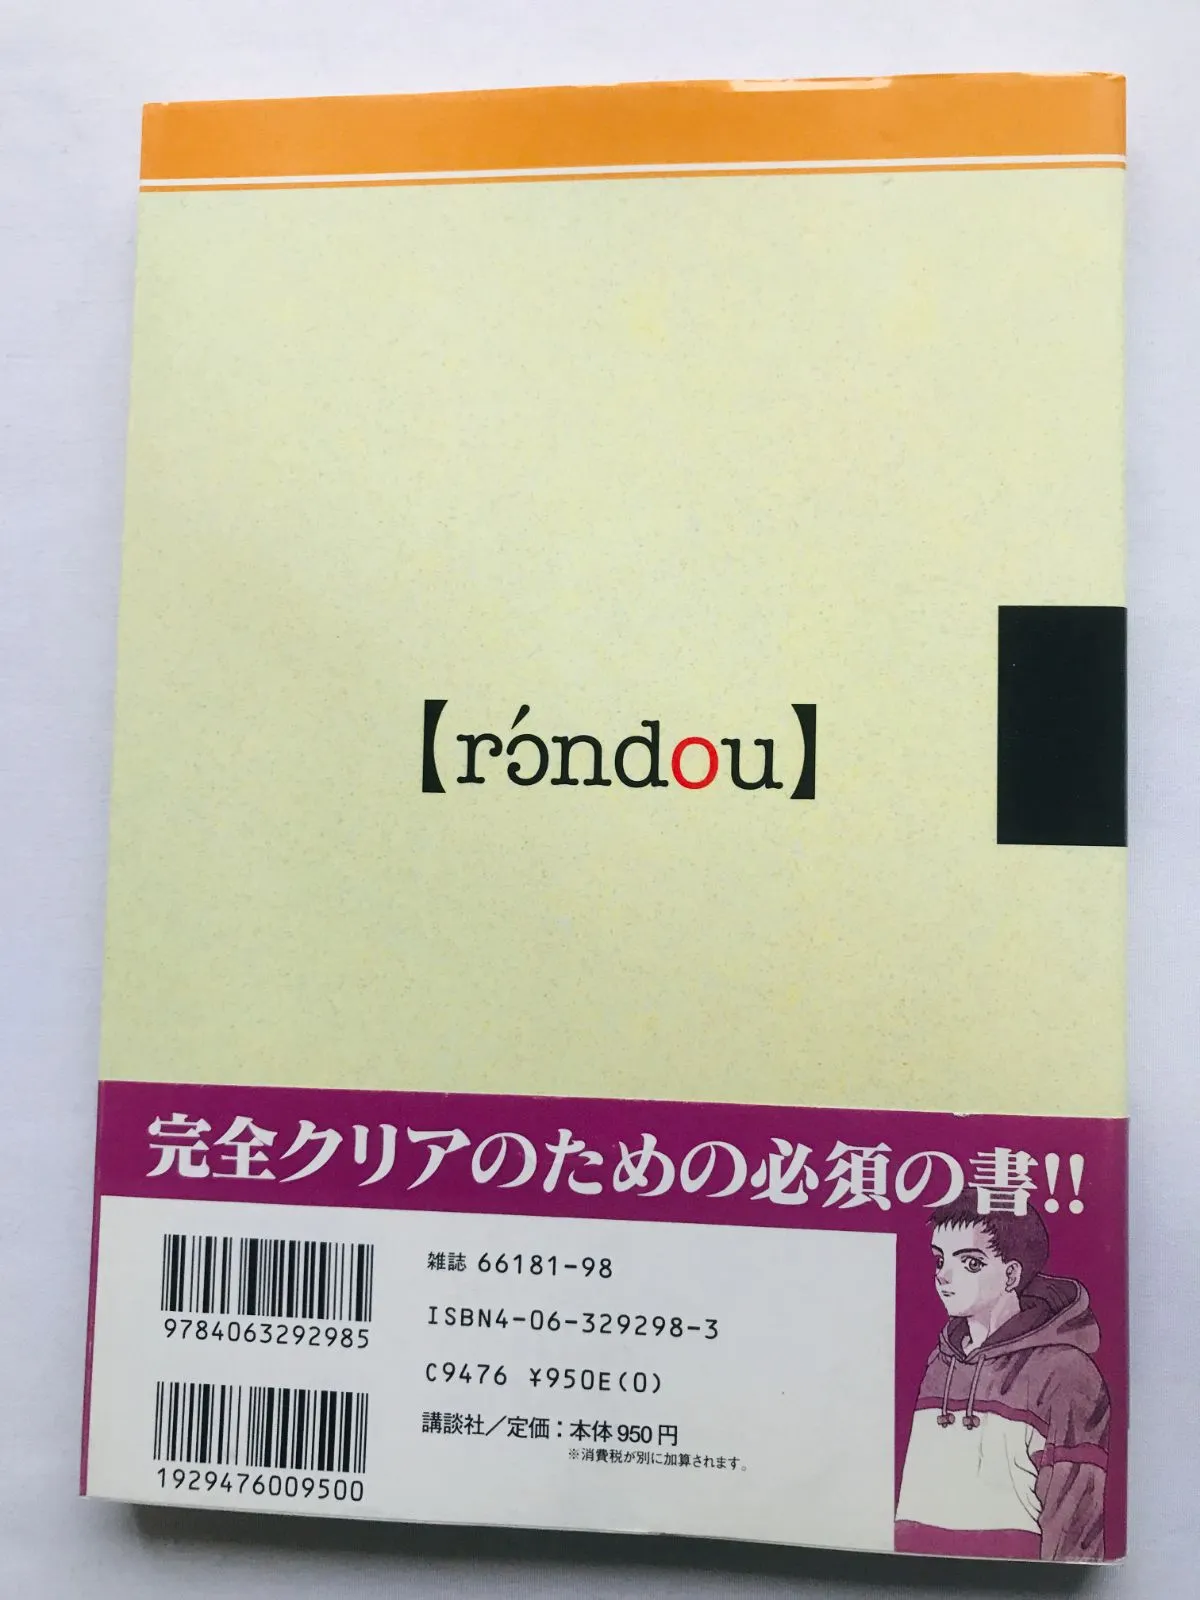 【rɔ́ndou】
完全クリアのための必須の書!!
雑誌 66181-98
9784063292985
ISBN4-06-329298-3
C9476 ¥950E(0)
1929476009500
講談社／定価：本体950円
※消費税が別に加算されます。